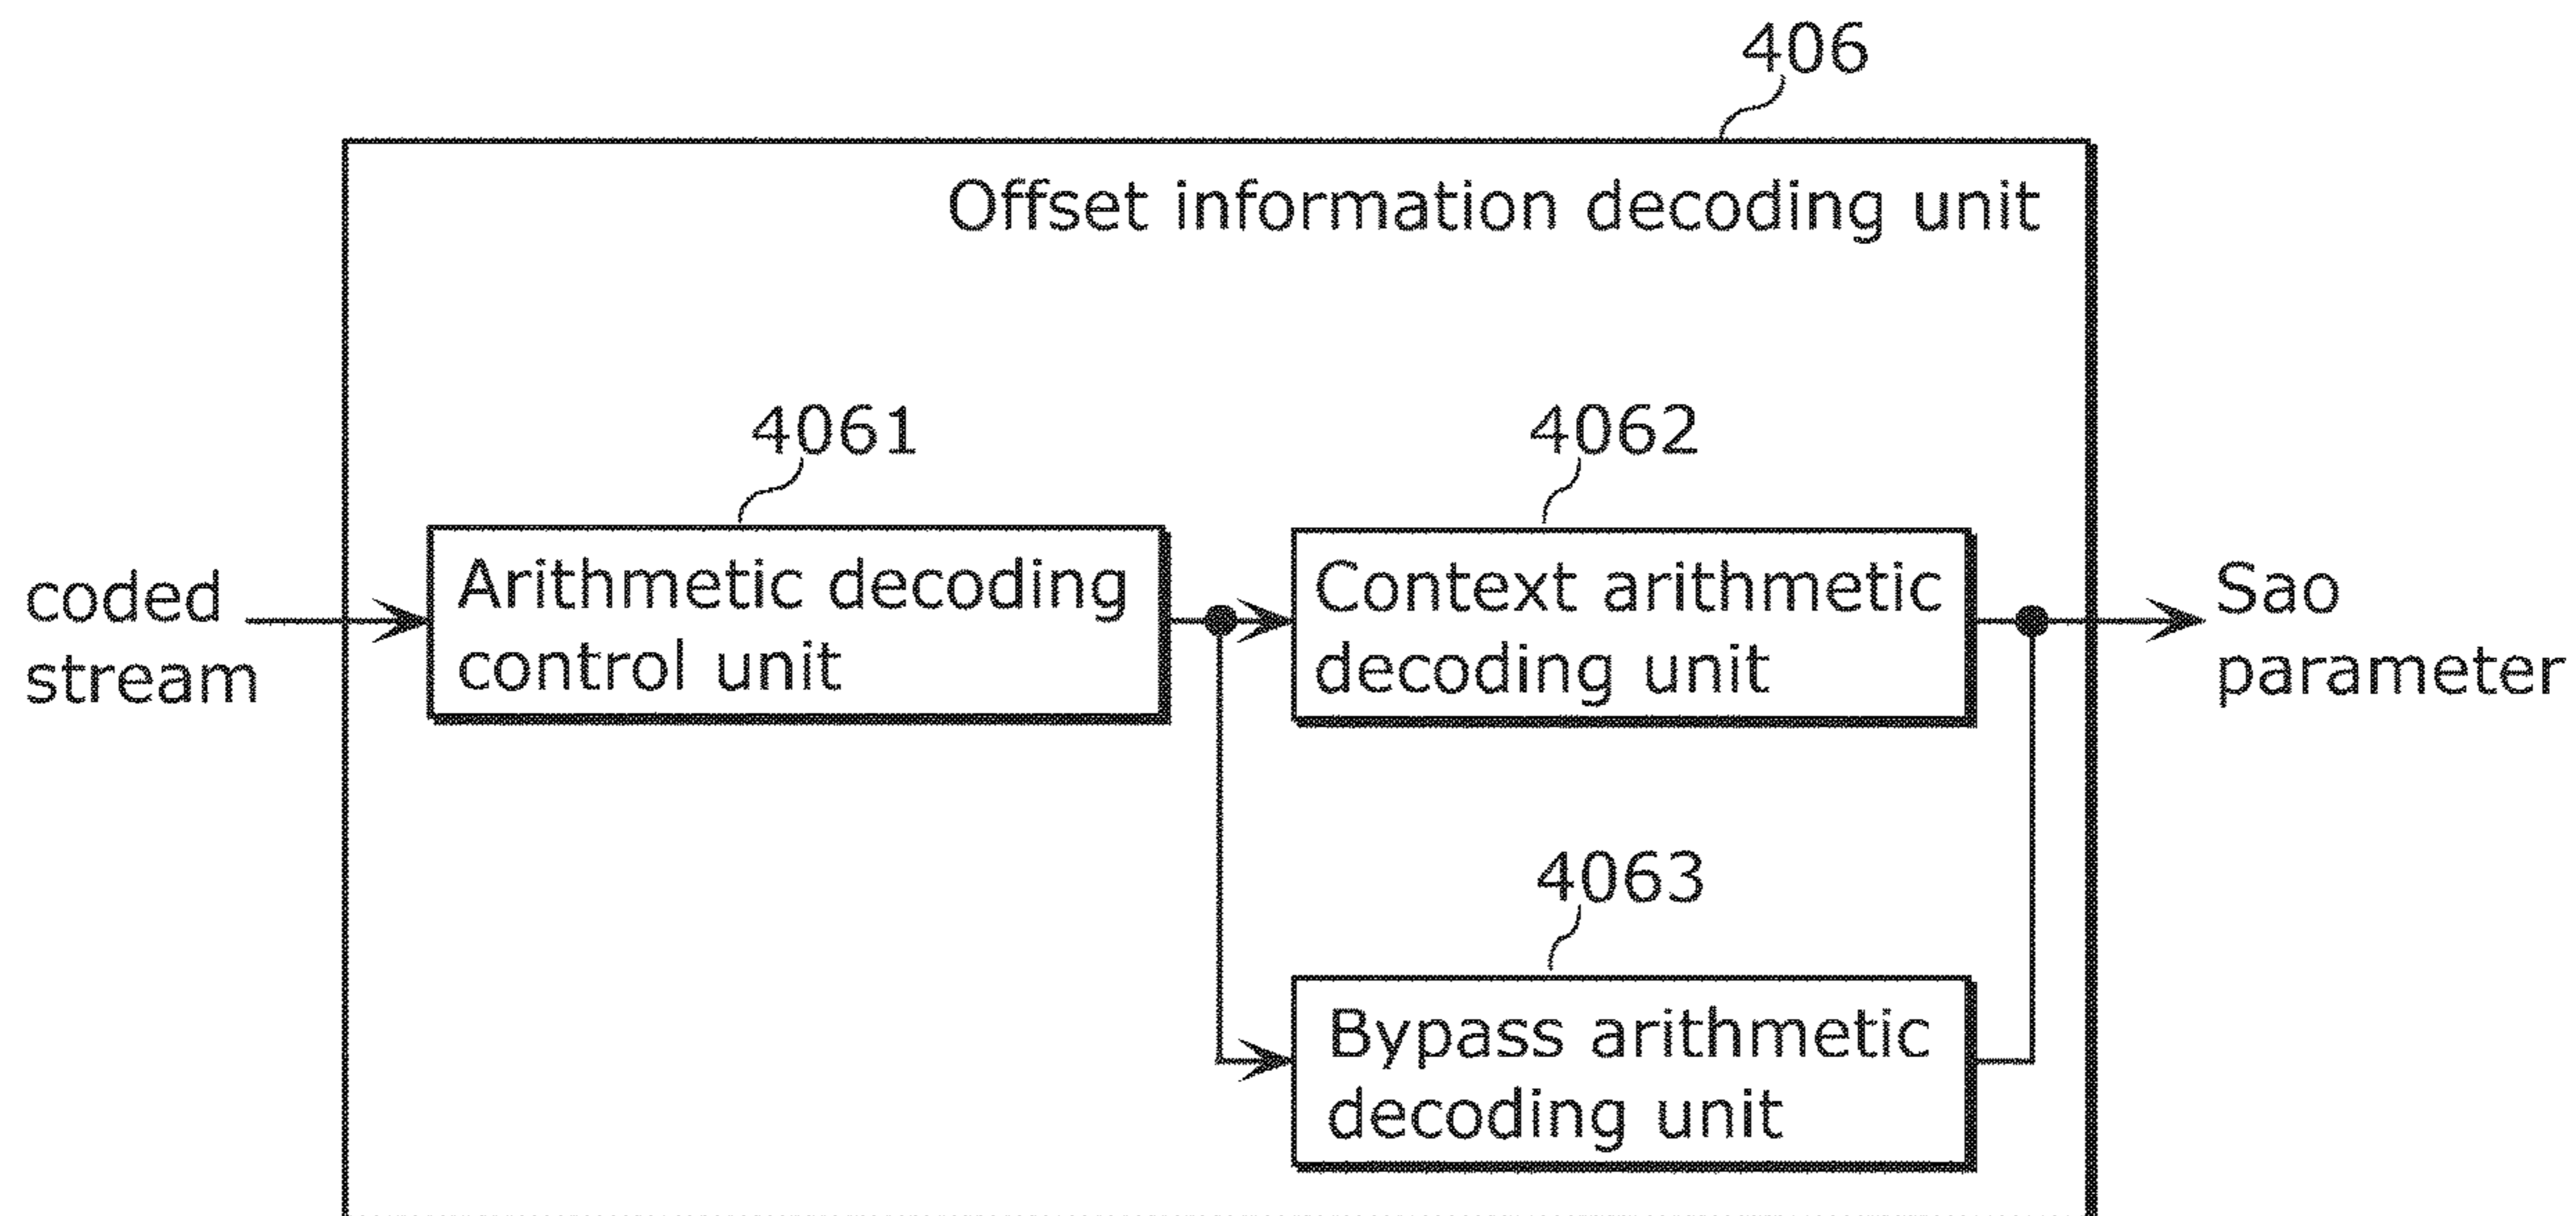 406
Offset information decoding unit
4061
4062
coded
stream
Arithmetic decoding
control unit
Context arithmetic
decoding unit
Sao
parameter
4063
Bypass arithmetic
decoding unit